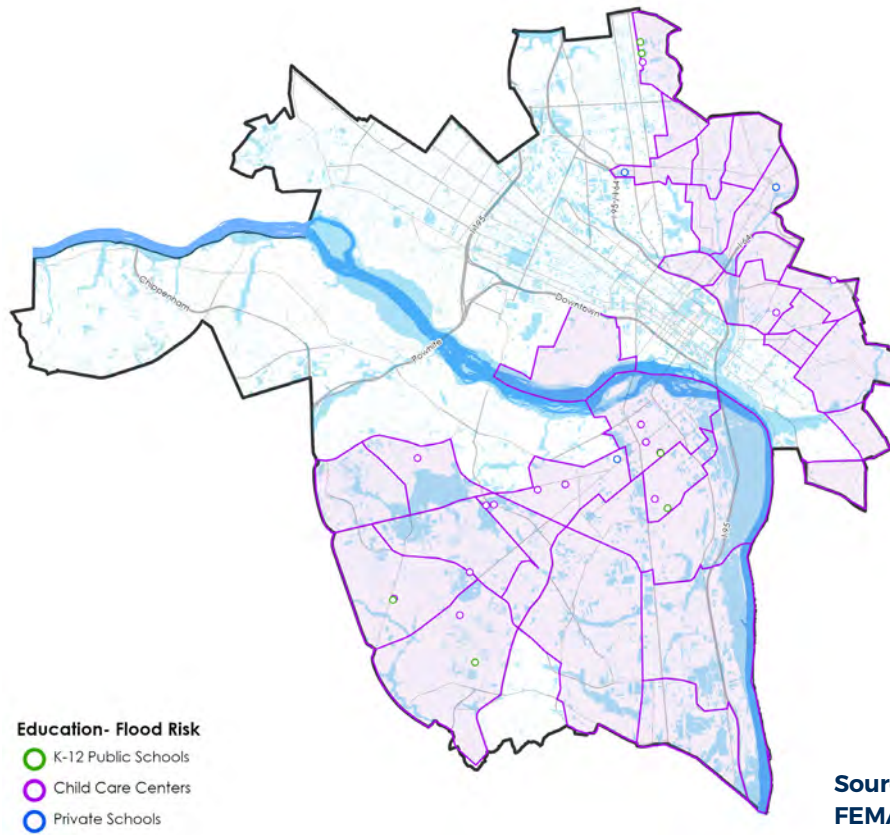 I-95 / I-64
I-195
I-64
Chippenham
Downtown
Powhite
I-95
Education- Flood Risk
K-12 Public Schools
Child Care Centers
Private Schools
Sour
FEMA